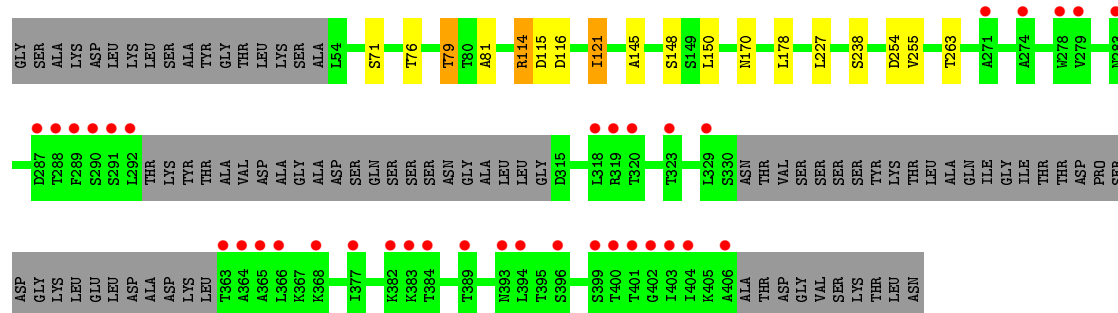 GLY SER ALA LYS ASP LEU LYS LEU SER ALA TYR GLY THR LEU LYS SER ALA L54 S71 T76 T79 T80 A81 R114 D115 D116 I121 A145 S148 S149 L150 N170 L178 L227 S238 D254 V255 T263 A271 A274 W278 V279 N283
D287 T288 F289 S290 S291 L292 THR LYS TYR THR ALA VAL ASP ALA GLY ALA ASP SER GLN SER SER SER ASN GLY ALA LEU LEU GLY D315 L318 R319 T320 T323 L329 S330 ASN THR VAL SER SER SER SER TYR LYS THR LEU ALA GLN ILE GLY ILE THR THR ASP PRO SER
ASP GLY LYS LEU GLU LEU ASP ALA ASP LYS LEU T363 A364 A365 L366 K367 K368 I377 K382 K383 T384 T389 N393 L394 T395 S396 S399 T400 T401 G402 I403 I404 K405 A406 ALA THR ASP GLY VAL SER LYS THR LEU ASN